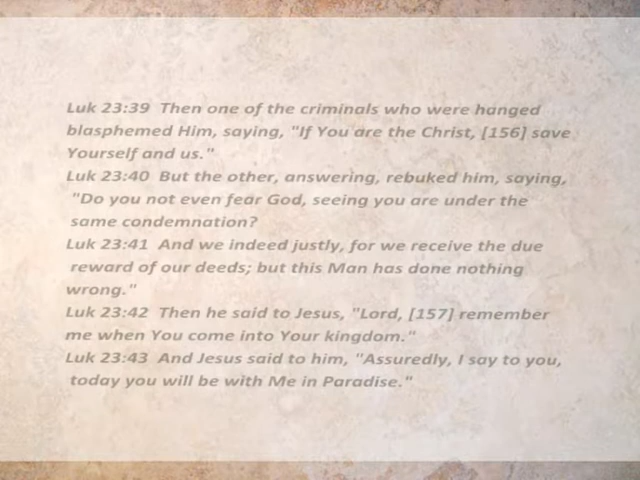 Luk 23:39  Then one of the criminals who were hanged
blasphemed Him, saying, "If You are the Christ, [156] save
Yourself and us."
Luk 23:40  But the other, answering, rebuked him, saying,
"Do you not even fear God, seeing you are under the
same condemnation?
Luk 23:41  And we indeed justly, for we receive the due
reward of our deeds; but this Man has done nothing
wrong."
Luk 23:42  Then he said to Jesus, "Lord, [157] remember
me when You come into Your kingdom."
Luk 23:43  And Jesus said to him, "Assuredly, I say to you,
today you will be with Me in Paradise."